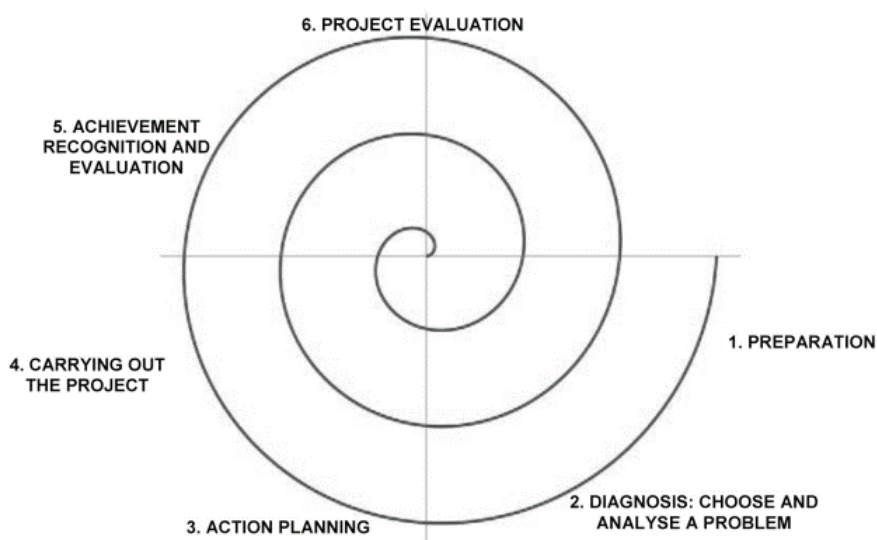 6. PROJECT EVALUATION
5. ACHIEVEMENT
RECOGNITION AND
EVALUATION
1. PREPARATION
4. CARRYING OUT
THE PROJECT
2. DIAGNOSIS: CHOOSE AND
ANALYSE A PROBLEM
3. ACTION PLANNING